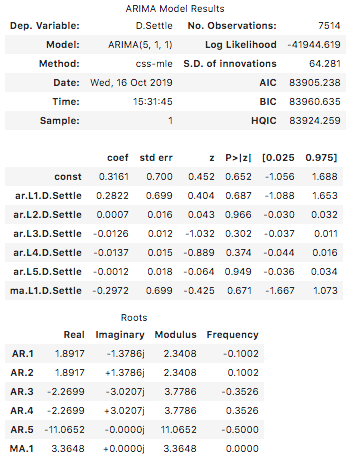 ARIMA Model Results
Dep. Variable: D.Settle No. Observations: 7514
Model: ARIMA(5, 1, 1) Log Likelihood -41944.619
Method: css-mle S.D. of innovations 64.281
Date: Wed, 16 Oct 2019 AIC 83905.238
Time: 15:31:45 BIC 83960.635
Sample: 1 HQIC 83924.259
coef std err z P>|z| [0.025 0.975]
const 0.3161 0.700 0.452 0.652 -1.056 1.688
ar.L1.D.Settle 0.2822 0.699 0.404 0.687 -1.088 1.653
ar.L2.D.Settle 0.0007 0.016 0.043 0.966 -0.030 0.032
ar.L3.D.Settle -0.0126 0.012 -1.032 0.302 -0.037 0.011
ar.L4.D.Settle -0.0137 0.015 -0.889 0.374 -0.044 0.016
ar.L5.D.Settle -0.0012 0.018 -0.064 0.949 -0.036 0.034
ma.L1.D.Settle -0.2972 0.699 -0.425 0.671 -1.667 1.073
Roots
Real Imaginary Modulus Frequency
AR.1 1.8917 -1.3786j 2.3408 -0.1002
AR.2 1.8917 +1.3786j 2.3408 0.1002
AR.3 -2.2699 -3.0207j 3.7786 -0.3526
AR.4 -2.2699 +3.0207j 3.7786 0.3526
AR.5 -11.0652 -0.0000j 11.0652 -0.5000
MA.1 3.3648 +0.0000j 3.3648 0.0000